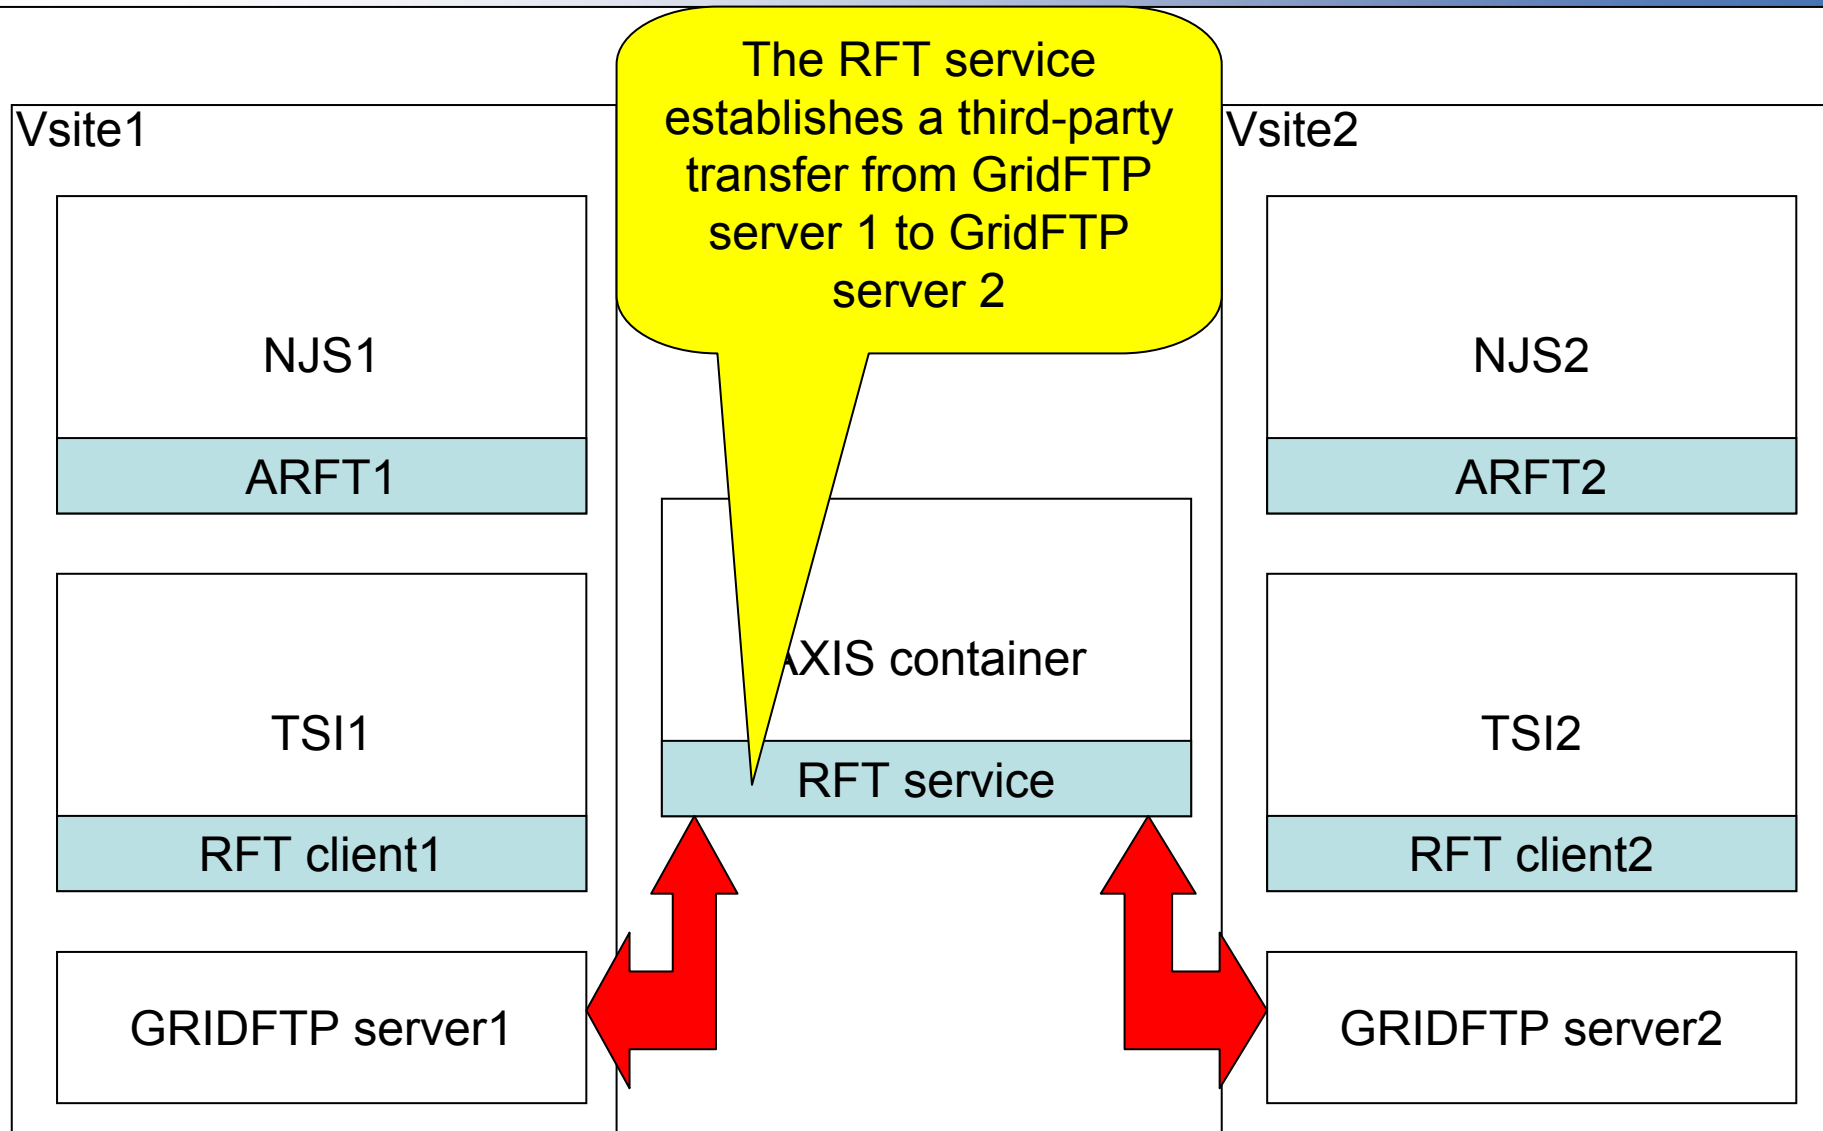 The RFT service
establishes a third-party
transfer from GridFTP
server 1 to GridFTP
server 2
Vsite1
NJS1
ARFT1
TSI1
RFT client1
GRIDFTP server1
AXIS container
RFT service
Vsite2
NJS2
ARFT2
TSI2
RFT client2
GRIDFTP server2